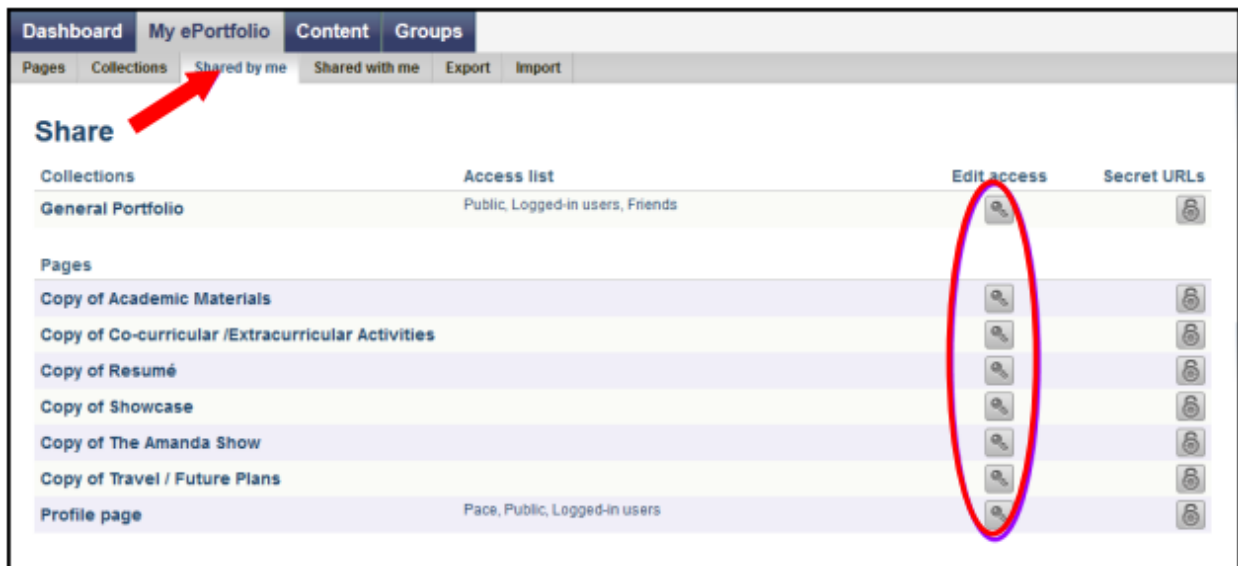 Dashboard My ePortfolio Content Groups
Pages Collections Shared by me Shared with me Export Import
Share
Collections Access list Edit access Secret URLs
General Portfolio Public, Logged-in users, Friends
Pages
Copy of Academic Materials
Copy of Co-curricular /Extracurricular Activities
Copy of Resumé
Copy of Showcase
Copy of The Amanda Show
Copy of Travel / Future Plans
Profile page Pace, Public, Logged-in users